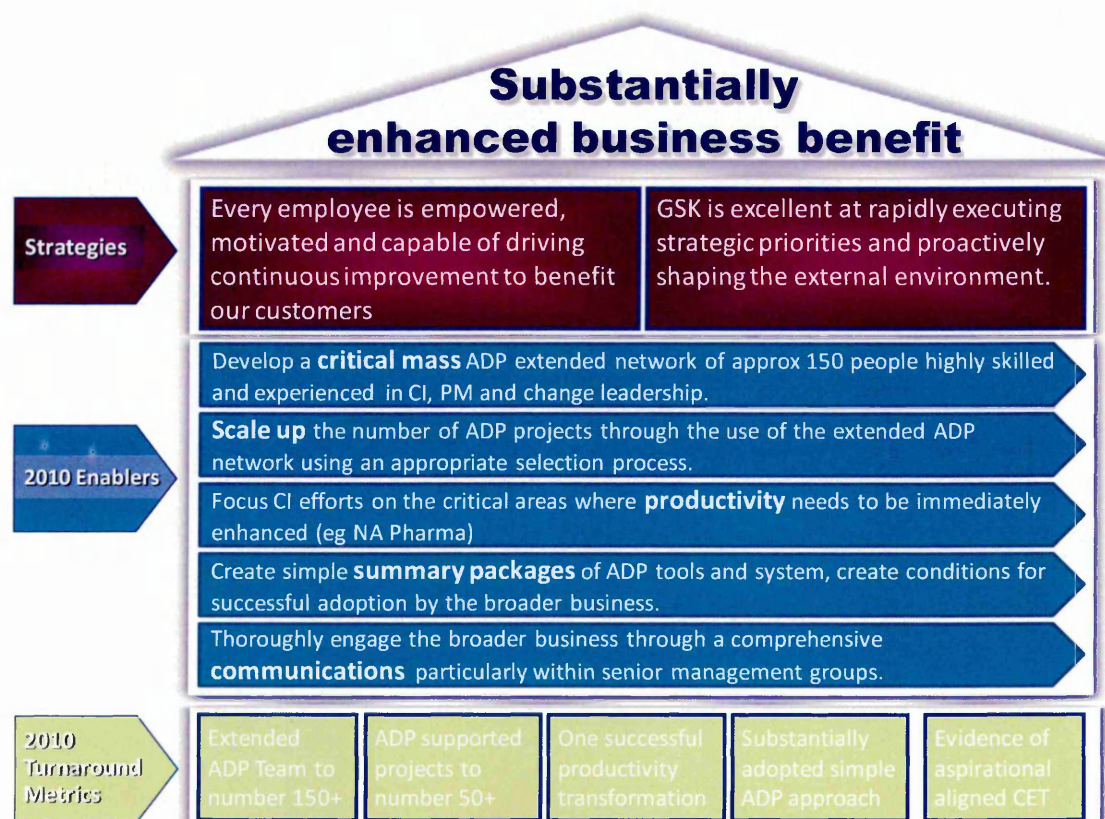 Substantially
enhanced business benefit
Strategies
Every employee is empowered,
motivated and capable of driving
continuous improvement to benefit
our customers
GSK is excellent at rapidly executing
strategic priorities and proactively
shaping the external environment.
2010 Enablers
Develop a critical mass ADP extended network of approx 150 people highly skilled
and experienced in CI, PM and change leadership.
Scale up the number of ADP projects through the use of the extended ADP
network using an appropriate selection process.
Focus CI efforts on the critical areas where productivity needs to be immediately
enhanced (eg NA Pharma)
Create simple summary packages of ADP tools and system, create conditions for
successful adoption by the broader business.
Thoroughly engage the broader business through a comprehensive
communications particularly within senior management groups.
2010
Turnaround
Metrics
Extended
ADP Team to
number 150+
ADP supported
projects to
number 50+
One successful
productivity
transformation
Substantially
adopted simple
ADP approach
Evidence of
aspirational
aligned CET